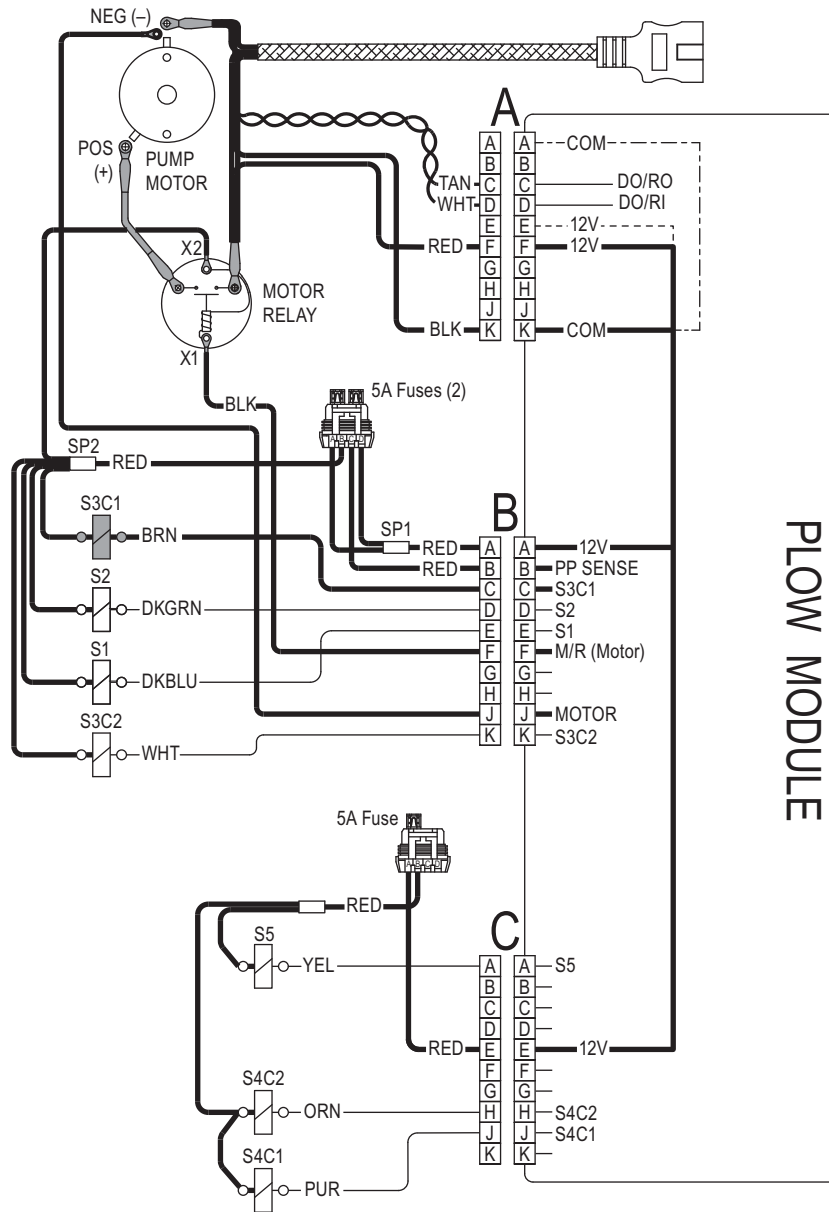 NEG (–)
POS
(+)
PUMP
MOTOR
X2
MOTOR
RELAY
X1
BLK
TAN
WHT
RED
BLK
A
A
B
C
D
E
F
G
H
J
K
A
B
C
D
E
F
G
H
J
K
COM
DO/RO
DO/RI
12V
12V
COM
5A Fuses (2)
A B C D
SP2
RED
S3C1
BRN
S2
DKGRN
S1
DKBLU
S3C2
WHT
SP1
RED
RED
B
A
B
C
D
E
F
G
H
J
K
A
B
C
D
E
F
G
H
J
K
12V
PP SENSE
S3C1
S2
S1
M/R (Motor)
MOTOR
S3C2
PLOW MODULE
5A Fuse
A B C D
RED
S5
YEL
RED
S4C2
ORN
S4C1
PUR
C
A
B
C
D
E
F
G
H
J
K
A
B
C
D
E
F
G
H
J
K
S5
12V
S4C2
S4C1